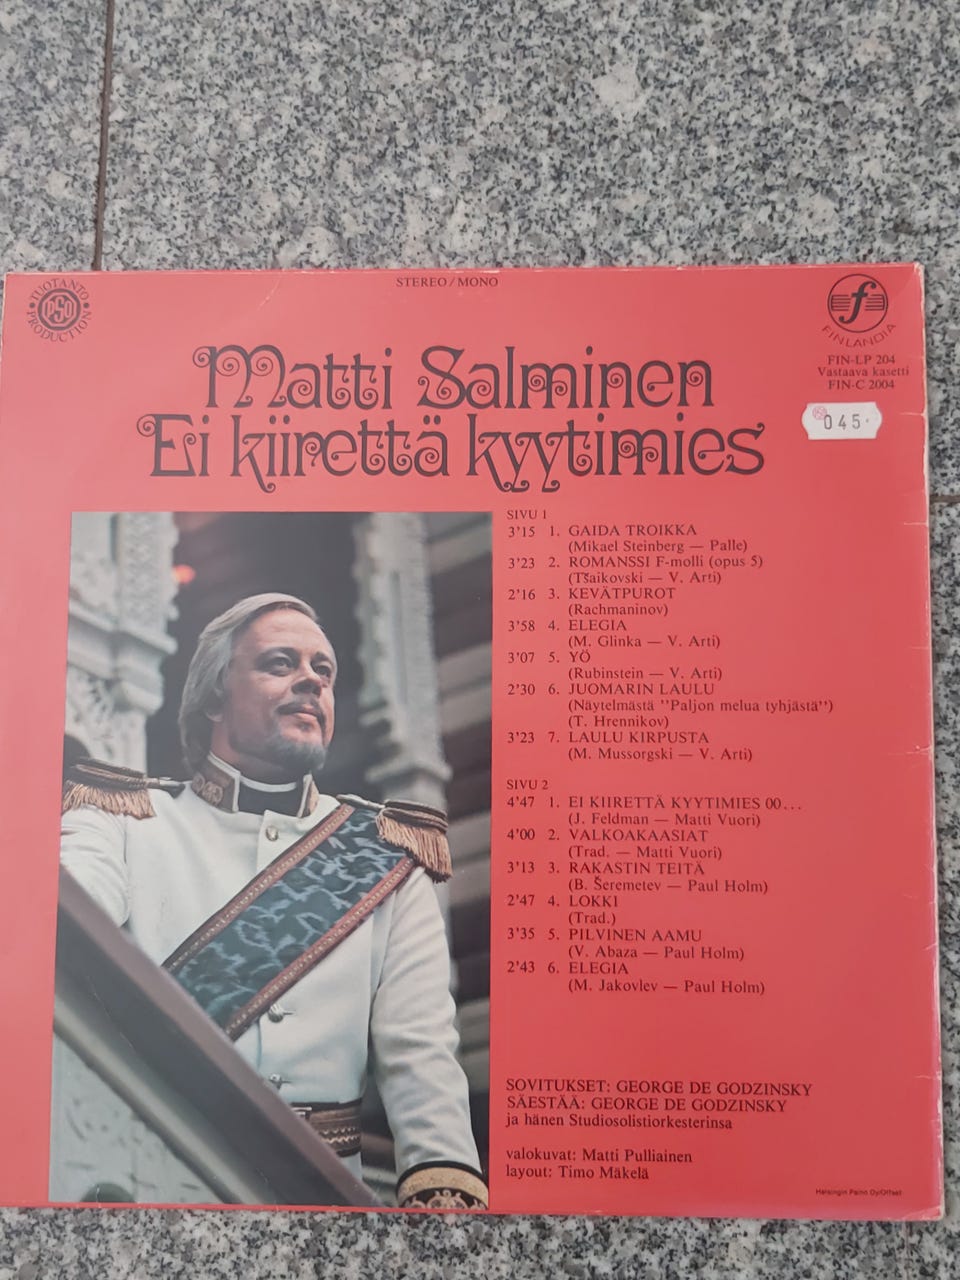 STEREO / MONO
TUOTANTO
PSO
PRODUCTION
f
FINLANDIA
FIN-LP 204
Vastaava kasetti
FIN-C 2004
045·
Matti Salminen
Ei kiirettä kyytimies
SIVU 1
3'15 1. GAIDA TROIKKA
(Mikael Steinberg — Palle)
3'23 2. ROMANSSI F-molli (opus 5)
(Tšaikovski — V. Arti)
2'16 3. KEVÄTPUROT
(Rachmaninov)
3'58 4. ELEGIA
(M. Glinka — V. Arti)
3'07 5. YÖ
(Rubinstein — V. Arti)
2'30 6. JUOMARIN LAULU
(Näytelmästä ''Paljon melua tyhjästä'')
(T. Hrennikov)
3'23 7. LAULU KIRPUSTA
(M. Mussorgski — V. Arti)
SIVU 2
4'47 1. EI KIIRETTÄ KYYTIMIES OO...
(J. Feldman — Matti Vuori)
4'00 2. VALKOAKAASIAT
(Trad. — Matti Vuori)
3'13 3. RAKASTIN TEITÄ
(B. Šeremetev — Paul Holm)
2'47 4. LOKKI
(Trad.)
3'35 5. PILVINEN AAMU
(V. Abaza — Paul Holm)
2'43 6. ELEGIA
(M. Jakovlev — Paul Holm)
SOVITUKSET: GEORGE DE GODZINSKY
SÄESTÄÄ: GEORGE DE GODZINSKY
ja hänen Studiosolistiorkesterinsa
valokuvat: Matti Pulliainen
layout: Timo Mäkelä
Helsingin Paino Oy/Offset